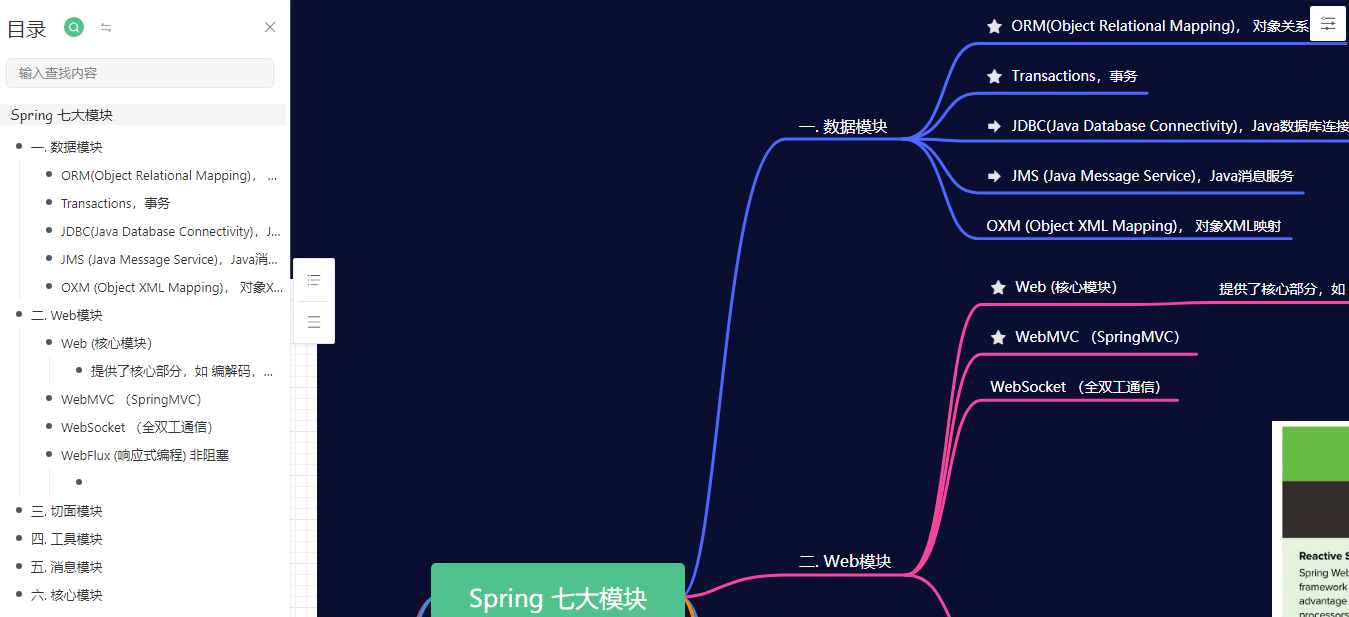 目录
输入查找内容
Spring 七大模块
一. 数据模块
ORM(Object Relational Mapping)， ...
Transactions，事务
JDBC(Java Database Connectivity)，J...
JMS (Java Message Service)，Java消...
OXM (Object XML Mapping)， 对象X...
二. Web模块
Web (核心模块)
提供了核心部分，如 编解码，...
WebMVC （SpringMVC）
WebSocket （全双工通信）
WebFlux (响应式编程) 非阻塞
三. 切面模块
四. 工具模块
五. 消息模块
六. 核心模块
ORM(Object Relational Mapping)， 对象关系
Transactions，事务
一. 数据模块
JDBC(Java Database Connectivity)，Java数据库连接
JMS (Java Message Service)，Java消息服务
OXM (Object XML Mapping)， 对象XML映射
Web (核心模块)
提供了核心部分，如
WebMVC （SpringMVC）
WebSocket （全双工通信）
二. Web模块
Spring 七大模块
Reactive S
Spring Web
framework
advantage
processors